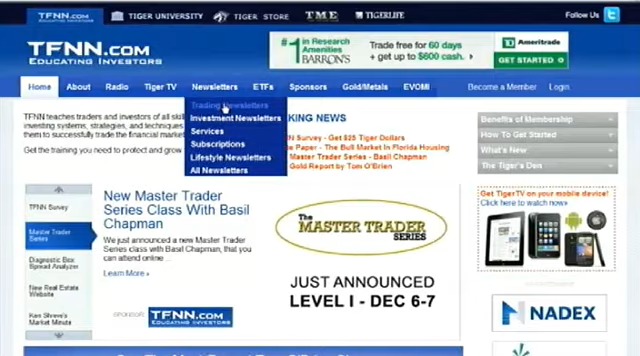 TFNN.COM
EDUCATING INVESTORS
TIGER UNIVERSITY
TIGER STORE
TME
TIGERLIFE
Follow Us
TFNN.COM
EDUCATING INVESTORS
#1 in Research Amenities
BARRON'S
Trade free for 60 days
+ get up to $600 cash.
TD Ameritrade
GET STARTED
Home About Radio Tiger TV Newsletters ETFs Sponsors Gold/Metals EVOMI Become a Member Login
Trading Newsletters
Investment Newsletters
Services
Subscriptions
Lifestyle Newsletters
All Newsletters
TFNN teaches traders and investors of all
investing systems, strategies, and techniques
them to successfully trade the financial
Get the training you need to protect and grow
KING NEWS
Survey - Get $25 Tiger Dollars
Paper - The Bull Market In Florida Housing
Master Trader Series - Basil Chapman
Gold Report by Tom O'Brien
Benefits of Membership
How To Get Started
Why TFNN
The Tiger's Den
TFNN Survey
Master Trader
Series
Diagnostic Box
Spread Analyzer
New Real Estate
Website
Ken Shreve's
Market Minute
New Master Trader
Series Class With Basil
Chapman
We just announced a new Master Trader
Series class with Basil Chapman, that you
can attend online ...
Learn More »
SPONSORS
TFNN.COM
EDUCATING INVESTORS
The
MASTER TRADER
SERIES
JUST ANNOUNCED
LEVEL I - DEC 6-7
Get TigerTV on your mobile device!
Click here to watch now»
NADEX